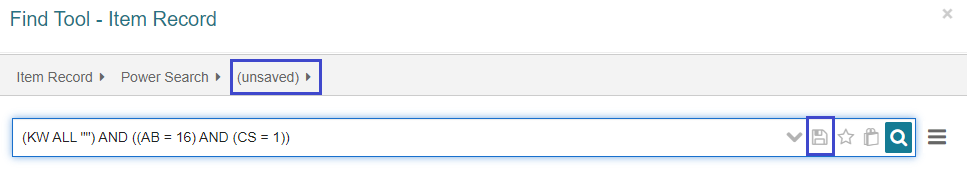 Find Tool - Item Record
Item Record Power Search (unsaved)
(KW ALL "") AND ((AB = 16) AND (CS = 1))